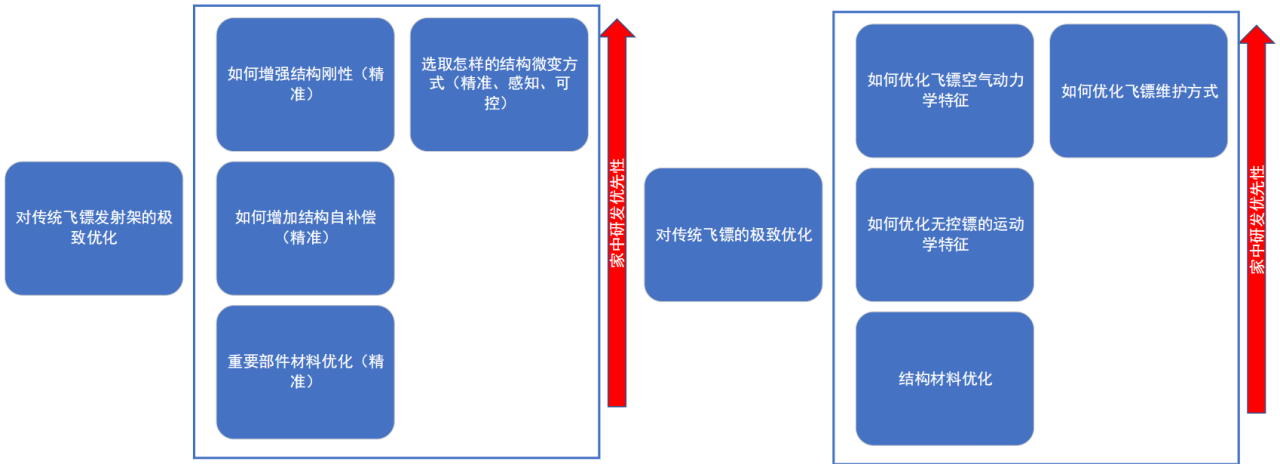 对传统飞镖发射架的极
致优化
如何增强结构刚性（精
准）
选取怎样的结构微变方
式（精准、感知、可
控）
如何增加结构自补偿
（精准）
重要部件材料优化（精
准）
家中研发优先性
对传统飞镖的极致优化
如何优化飞镖空气动力
学特征
如何优化飞镖维护方式
如何优化无控镖的运动
学特征
结构材料优化
家中研发优先性